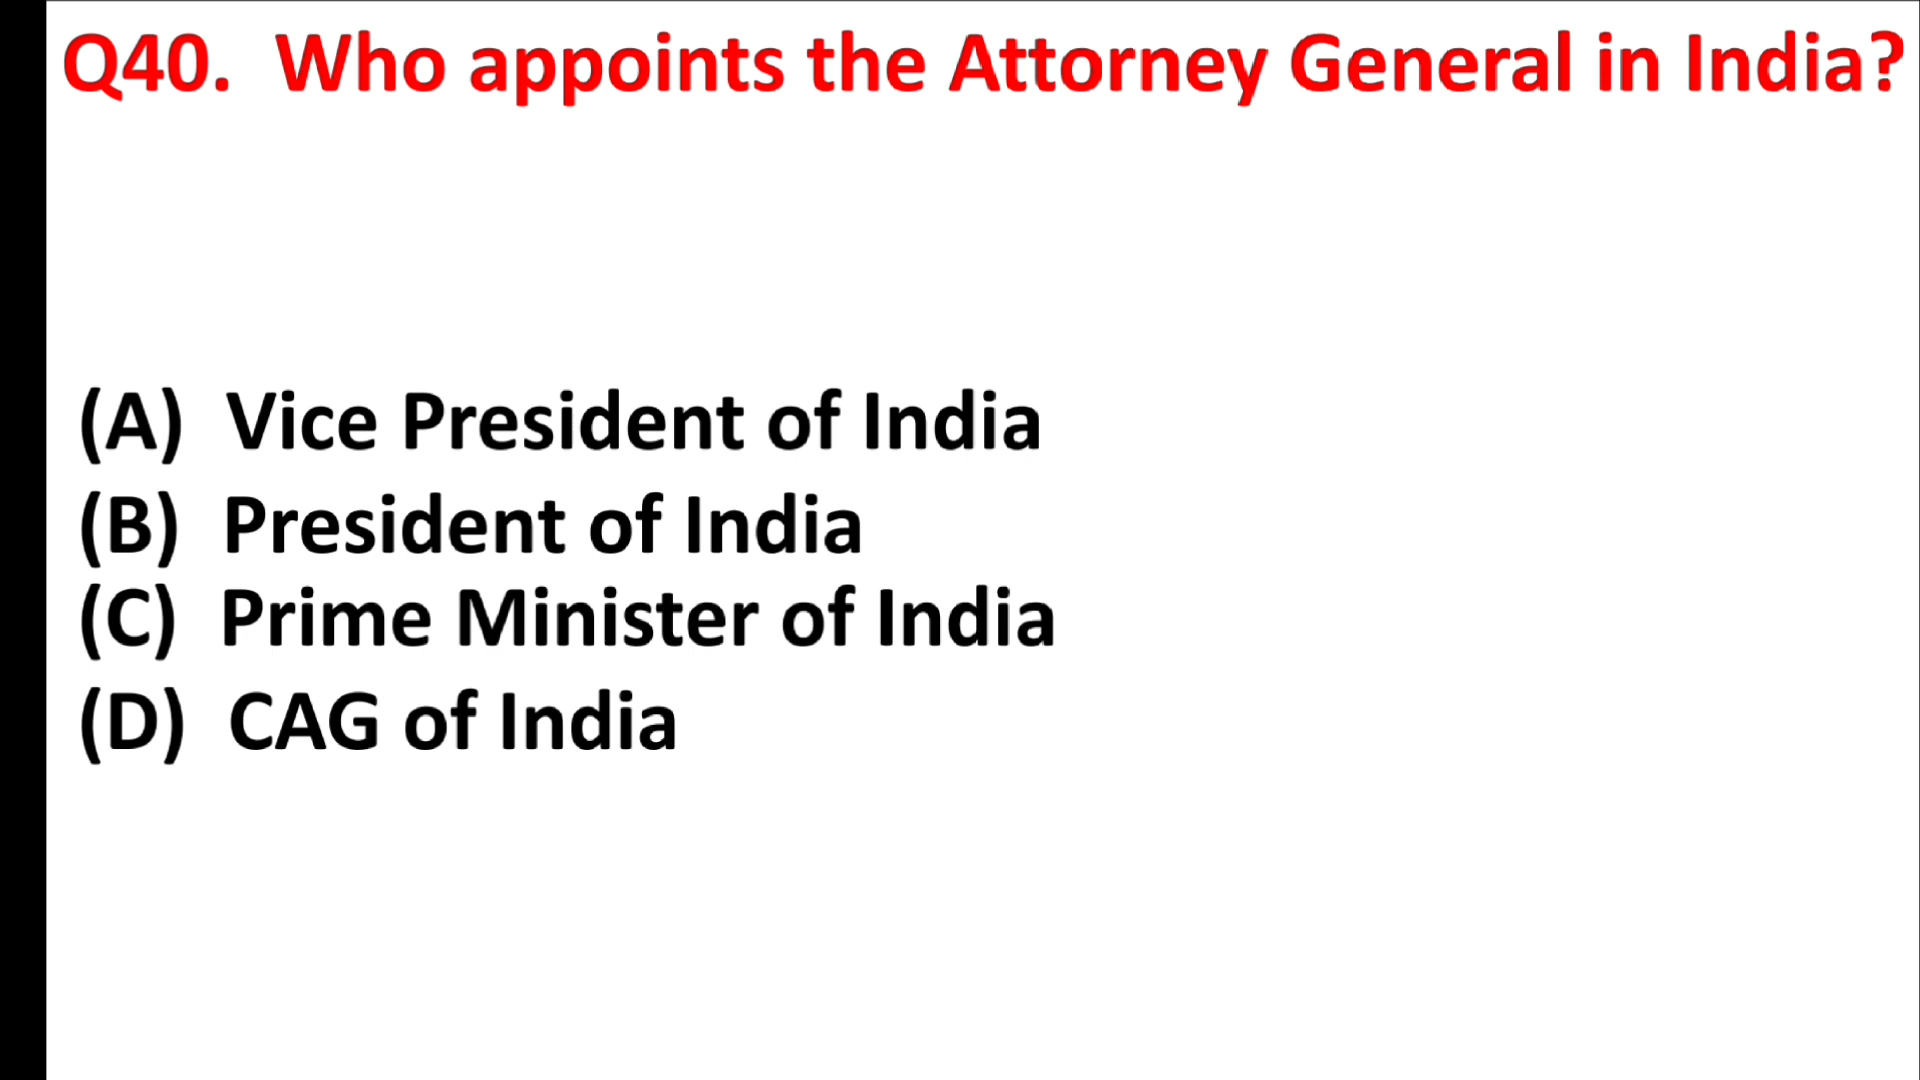 Q40. Who appoints the Attorney General in India?
(A) Vice President of India
(B) President of India
(C) Prime Minister of India
(D) CAG of India